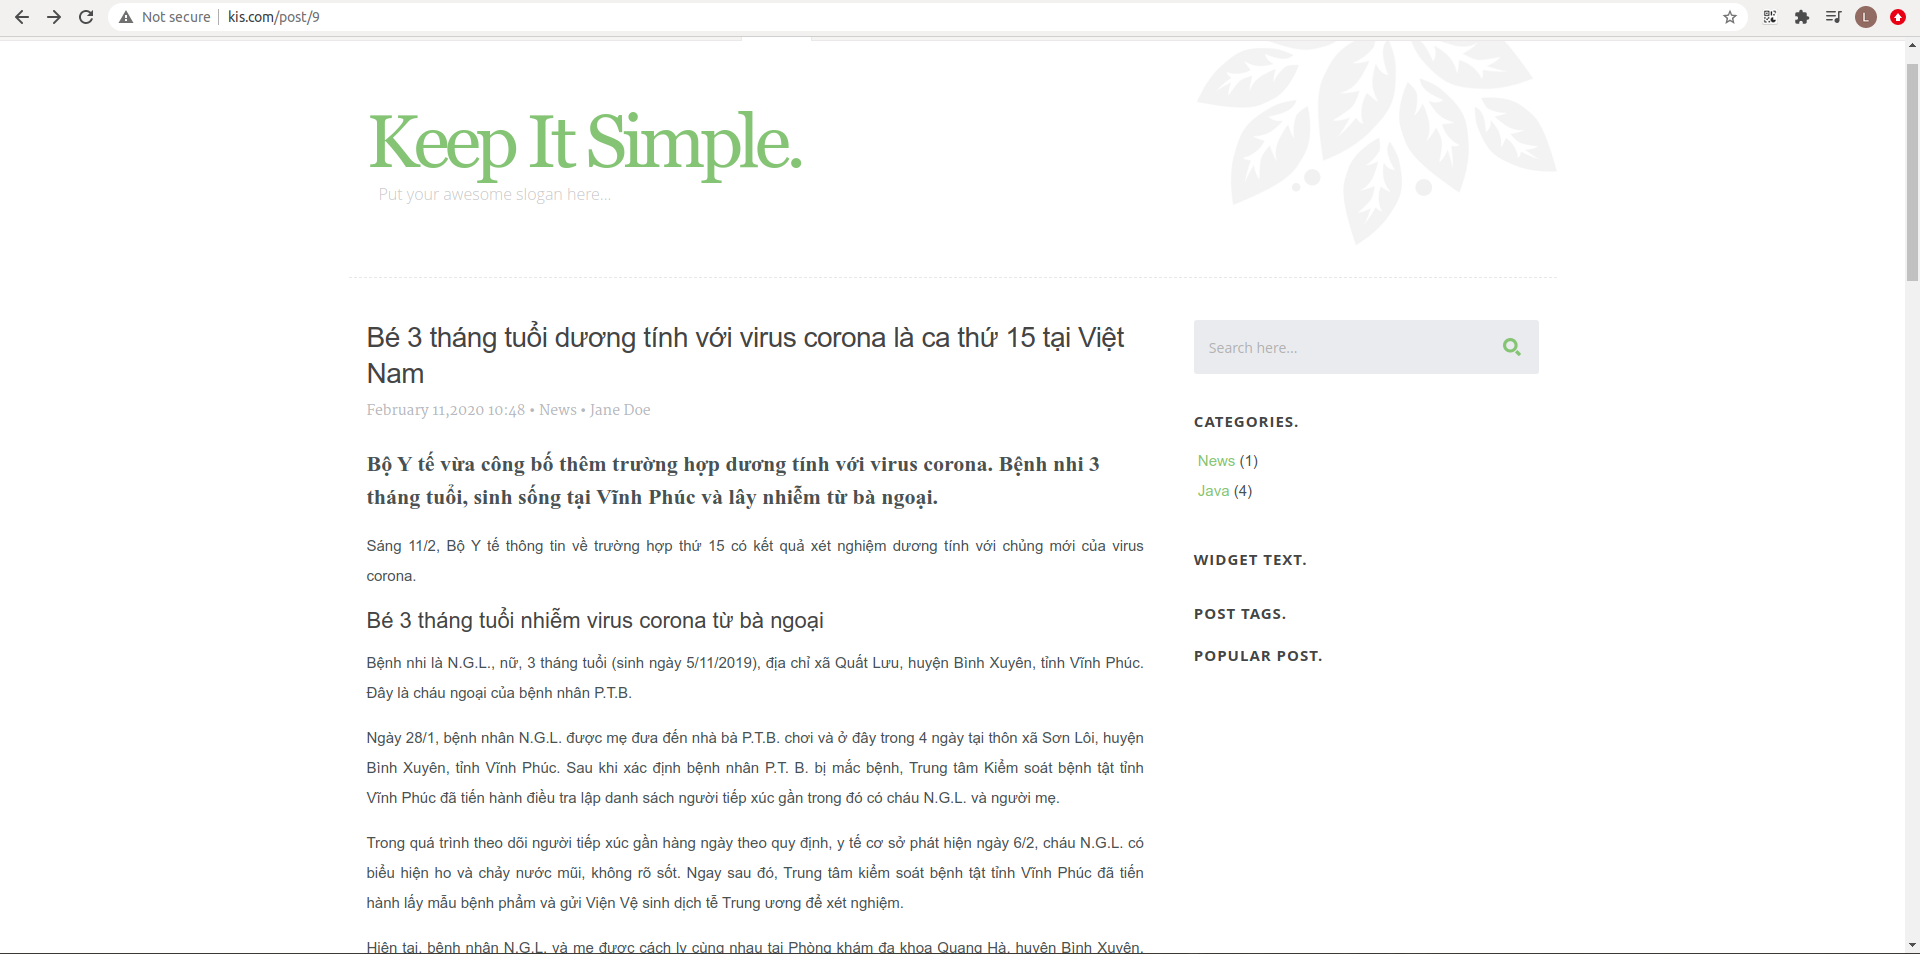 Not secure
kis.com/post/9
L
Keep It Simple.
Put your awesome slogan here...
Bé 3 tháng tuổi dương tính với virus corona là ca thứ 15 tại Việt
Nam
February 11,2020 10:48 • News • Jane Doe
Bộ Y tế vừa công bố thêm trường hợp dương tính với virus corona. Bệnh nhi 3
tháng tuổi, sinh sống tại Vĩnh Phúc và lây nhiễm từ bà ngoại.
Sáng 11/2, Bộ Y tế thông tin về trường hợp thứ 15 có kết quả xét nghiệm dương tính với chủng mới của virus
corona.
Bé 3 tháng tuổi nhiễm virus corona từ bà ngoại
Bệnh nhi là N.G.L., nữ, 3 tháng tuổi (sinh ngày 5/11/2019), địa chỉ xã Quất Lưu, huyện Bình Xuyên, tỉnh Vĩnh Phúc.
Đây là cháu ngoại của bệnh nhân P.T.B.
Ngày 28/1, bệnh nhân N.G.L. được mẹ đưa đến nhà bà P.T.B. chơi và ở đây trong 4 ngày tại thôn xã Sơn Lôi, huyện
Bình Xuyên, tỉnh Vĩnh Phúc. Sau khi xác định bệnh nhân P.T. B. bị mắc bệnh, Trung tâm Kiểm soát bệnh tật tỉnh
Vĩnh Phúc đã tiến hành điều tra lập danh sách người tiếp xúc gần trong đó có cháu N.G.L. và người mẹ.
Trong quá trình theo dõi người tiếp xúc gần hàng ngày theo quy định, y tế cơ sở phát hiện ngày 6/2, cháu N.G.L. có
biểu hiện ho và chảy nước mũi, không rõ sốt. Ngay sau đó, Trung tâm kiểm soát bệnh tật tỉnh Vĩnh Phúc đã tiến
hành lấy mẫu bệnh phẩm và gửi Viện Vệ sinh dịch tễ Trung ương để xét nghiệm.
Hiện tại, bệnh nhân N.G.L. và mẹ được cách ly cùng nhau tại Phòng khám đa khoa Quang Hà, huyện Bình Xuyên,
Search here...
CATEGORIES.
News (1)
Java (4)
WIDGET TEXT.
POST TAGS.
POPULAR POST.